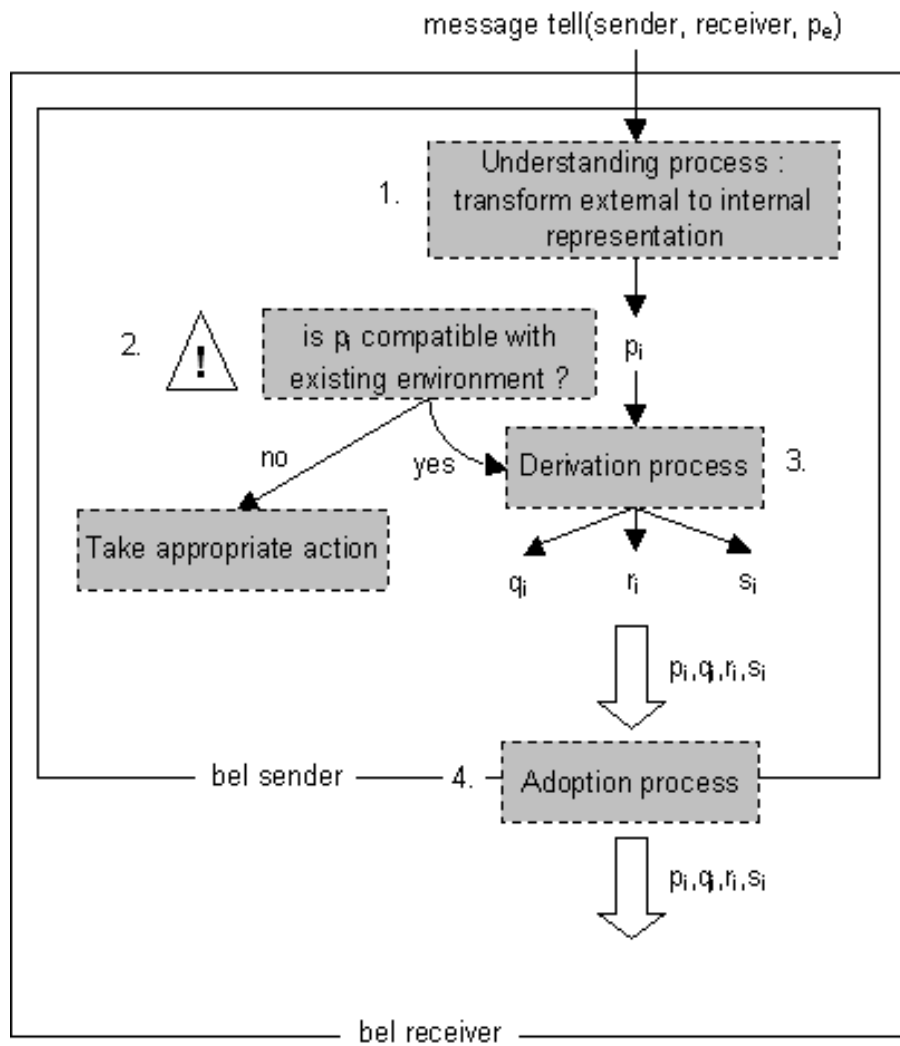 message tell(sender, receiver, pₑ)
1.
Understanding process :
transform external to internal
representation
2.
!
is pᵢ compatible with
existing environment ?
pᵢ
no
yes
Derivation process
3.
Take appropriate action
qᵢ
rᵢ
sᵢ
pᵢ,qᵢ,rᵢ,sᵢ
bel sender
4.
Adoption process
pᵢ,qᵢ,rᵢ,sᵢ
bel receiver